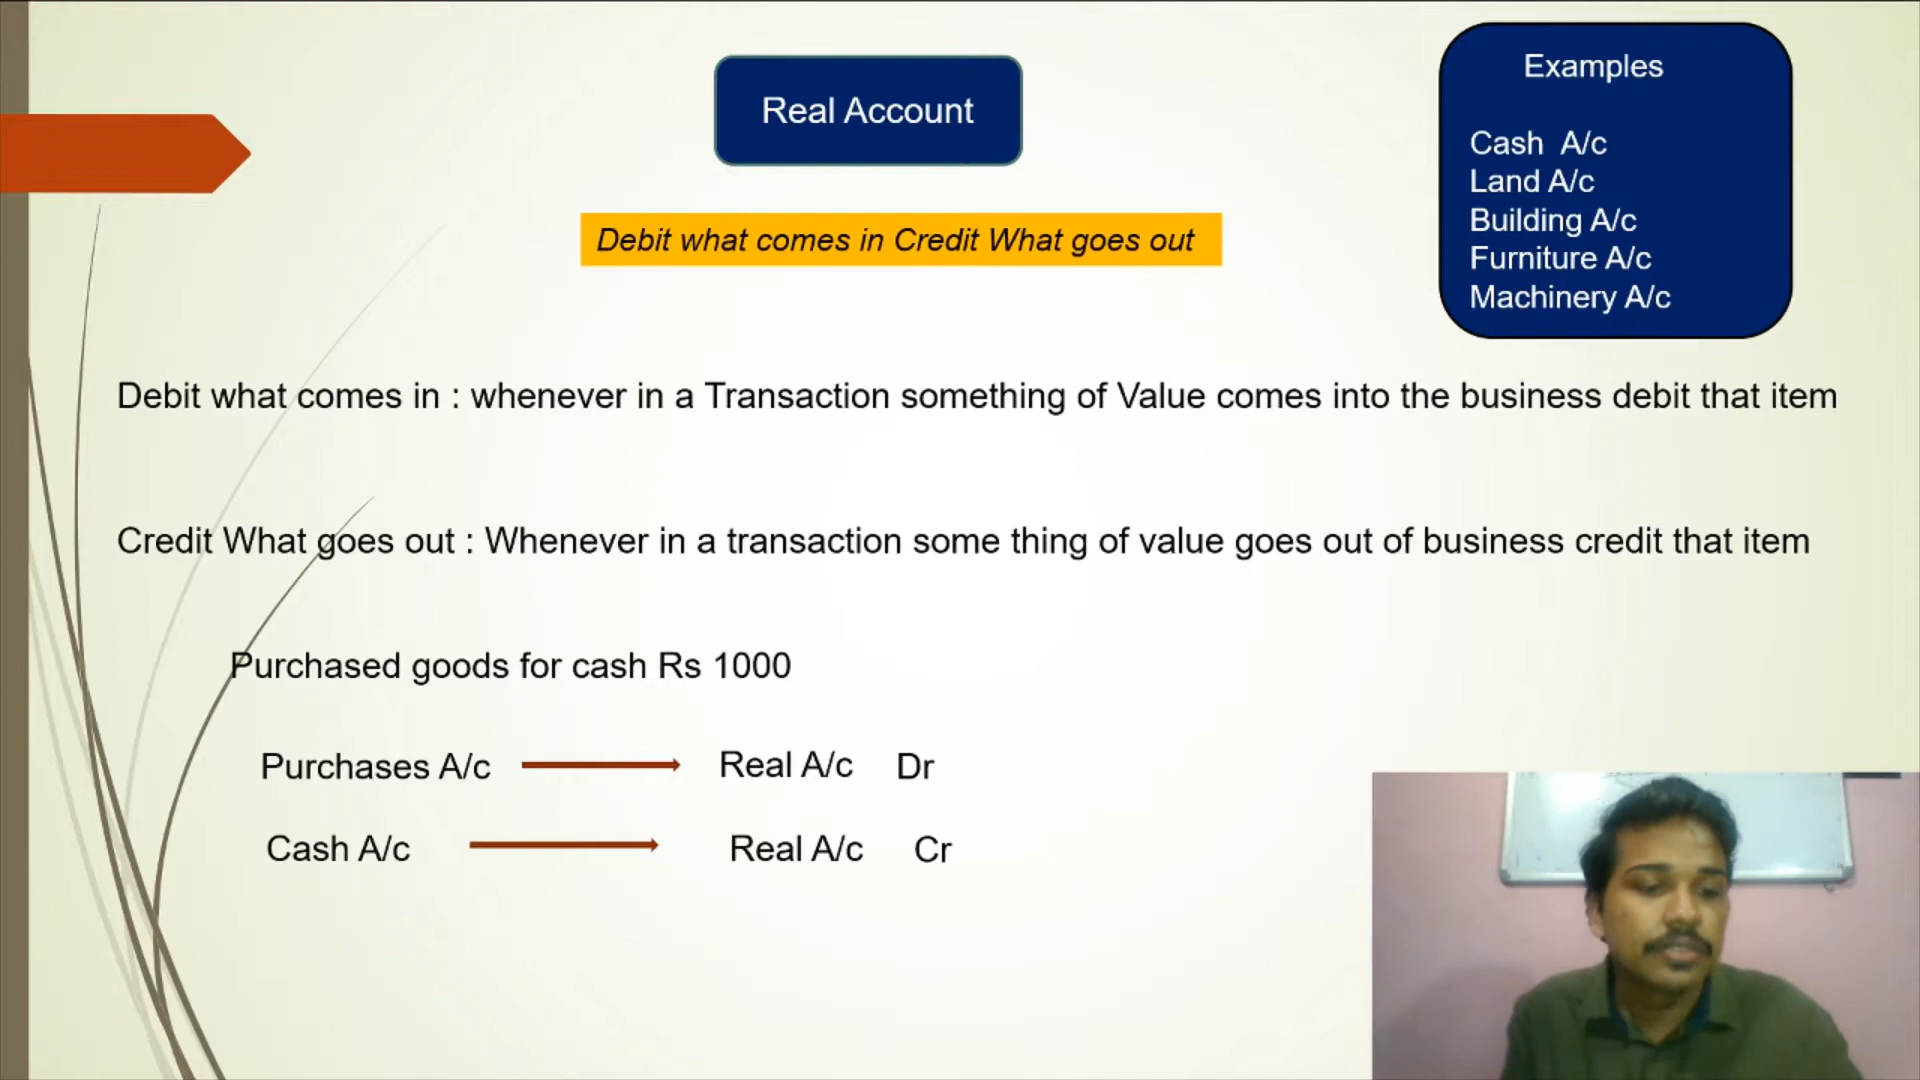 Real Account
Examples
Cash A/c
Land A/c
Building A/c
Furniture A/c
Machinery A/c
Debit what comes in Credit What goes out
Debit what comes in : whenever in a Transaction something of Value comes into the business debit that item
Credit What goes out : Whenever in a transaction some thing of value goes out of business credit that item
Purchased goods for cash Rs 1000
Purchases A/c Real A/c Dr
Cash A/c Real A/c Cr